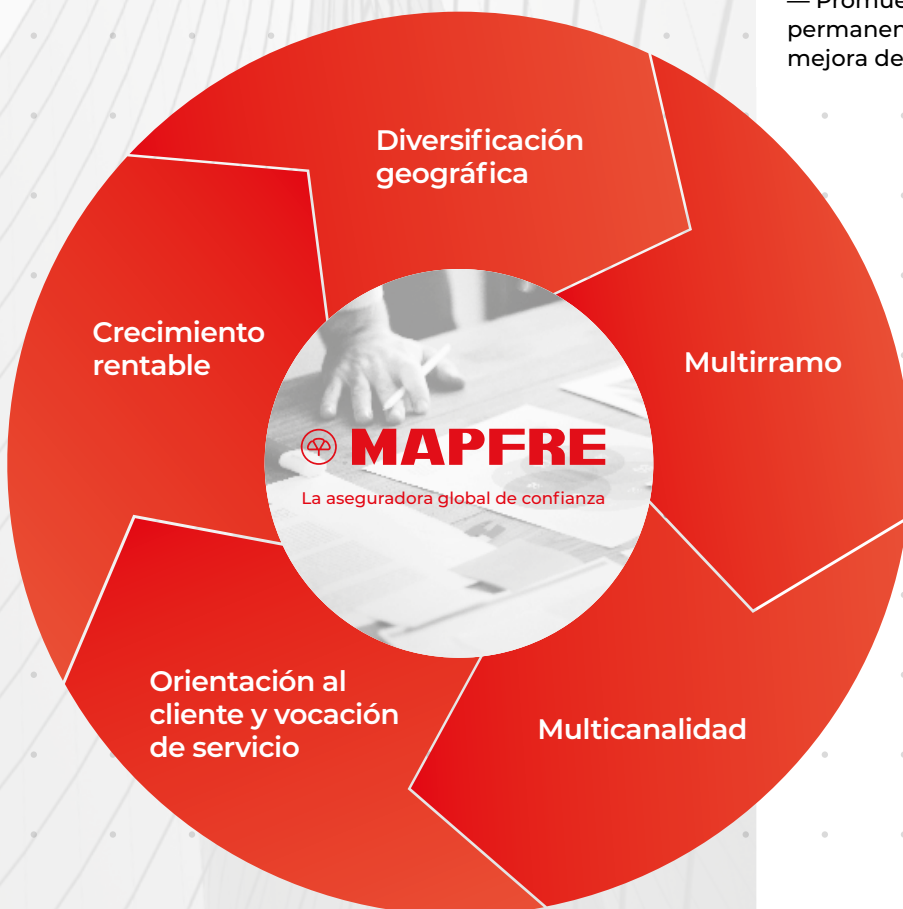 — Promue
permanen
mejora de
Diversificación
geográfica
Crecimiento
rentable
Multirramo
MAPFRE
La aseguradora global de confianza
Orientación al
cliente y vocación
de servicio
Multicanalidad